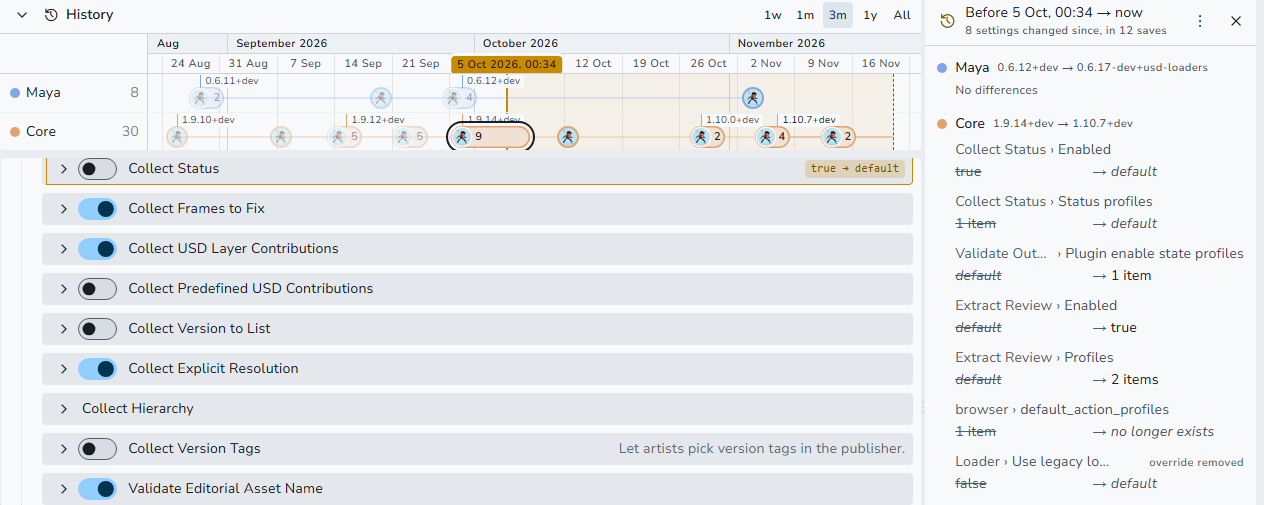 History
1w 1m 3m 1y All
Aug September 2026 October 2026 November 2026
24 Aug 31 Aug 7 Sep 14 Sep 21 Sep 5 Oct 2026, 00:34 12 Oct 19 Oct 26 Oct 2 Nov 9 Nov 16 Nov
0.6.11+dev 0.6.12+dev
Maya 8 2 4
1.9.10+dev 1.9.12+dev 1.9.14+dev 1.10.0+dev 1.10.7+dev
Core 30 5 5 9 2 4 2
Collect Status true → default
Collect Frames to Fix
Collect USD Layer Contributions
Collect Predefined USD Contributions
Collect Version to List
Collect Explicit Resolution
Collect Hierarchy
Collect Version Tags Let artists pick version tags in the publisher.
Validate Editorial Asset Name
Before 5 Oct, 00:34 → now
8 settings changed since, in 12 saves
Maya 0.6.12+dev → 0.6.17-dev+usd-loaders
No differences
Core 1.9.14+dev → 1.10.7+dev
Collect Status › Enabled
true → default
Collect Status › Status profiles
1 item → default
Validate Out... › Plugin enable state profiles
default → 1 item
Extract Review › Enabled
default → true
Extract Review › Profiles
default → 2 items
browser › default_action_profiles
1 item → no longer exists
Loader › Use legacy lo... override removed
false → default